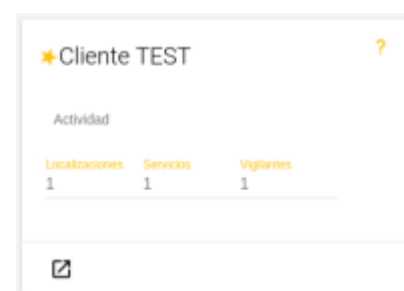 Cliente TEST
?
Actividad
Localizaciones Servicios Vigilantes
1 1 1